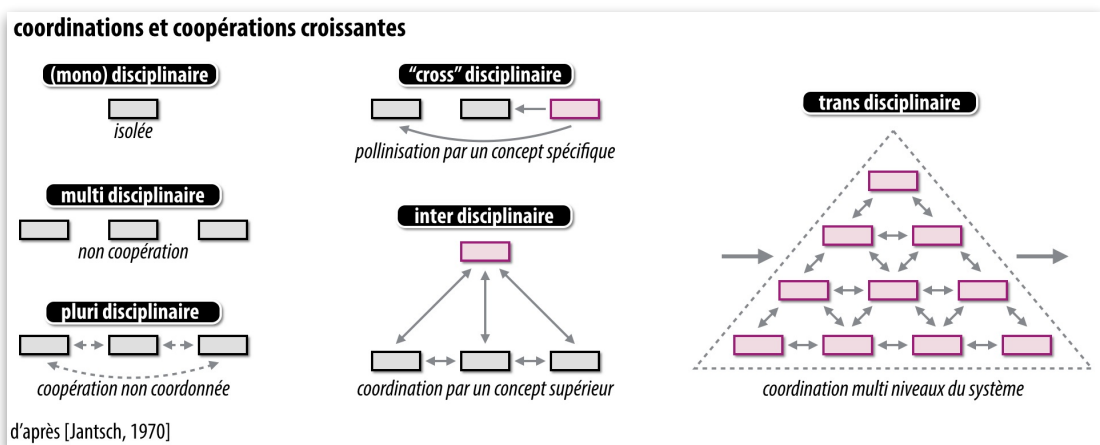 coordinations et coopérations croissantes
(mono) disciplinaire
isolée
multi disciplinaire
non coopération
pluri disciplinaire
coopération non coordonnée
"cross" disciplinaire
pollinisation par un concept spécifique
inter disciplinaire
coordination par un concept supérieur
trans disciplinaire
coordination multi niveaux du système
d'après [Jantsch, 1970]